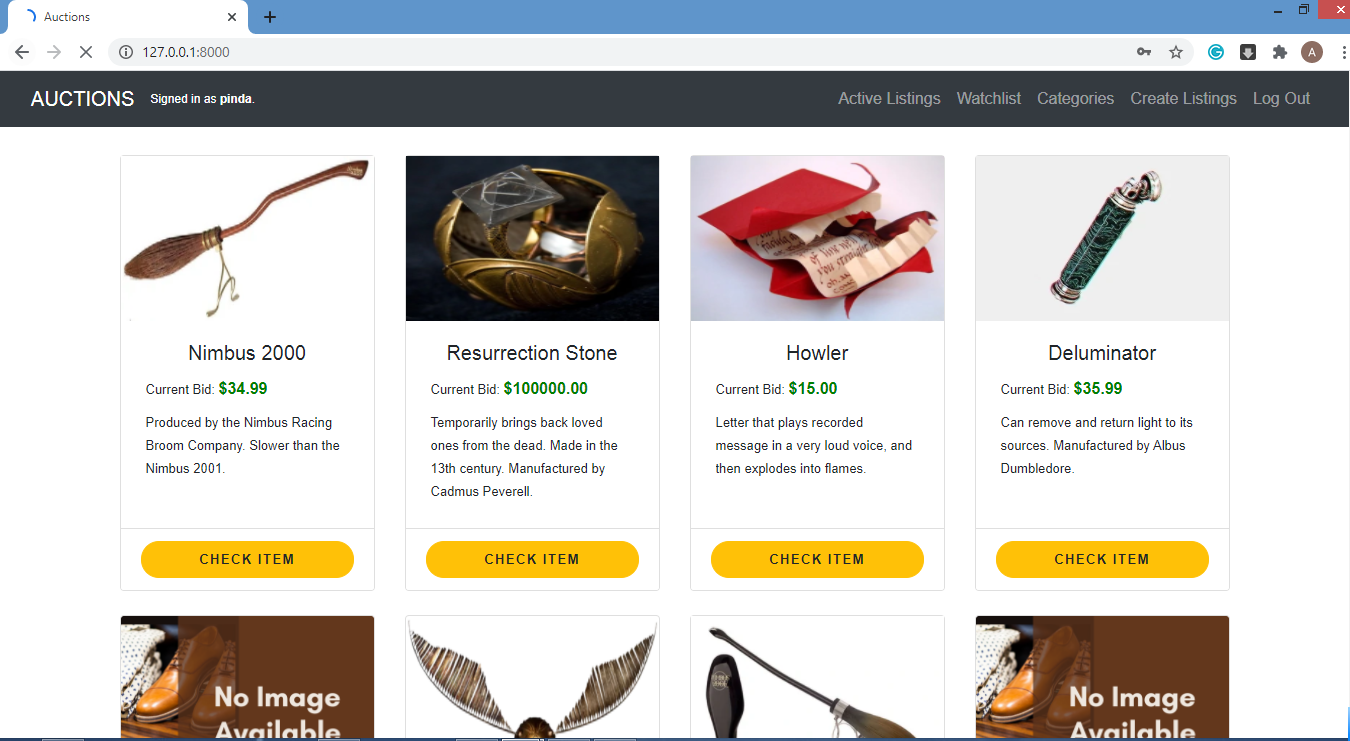 Auctions
127.0.0.1:8000
A
AUCTIONS Signed in as pinda. Active Listings Watchlist Categories Create Listings Log Out
Nimbus 2000
Current Bid: $34.99
Produced by the Nimbus Racing
Broom Company. Slower than the
Nimbus 2001.
CHECK ITEM
Resurrection Stone
Current Bid: $100000.00
Temporarily brings back loved
ones from the dead. Made in the
13th century. Manufactured by
Cadmus Peverell.
CHECK ITEM
Howler
Current Bid: $15.00
Letter that plays recorded
message in a very loud voice, and
then explodes into flames.
CHECK ITEM
Deluminator
Current Bid: $35.99
Can remove and return light to its
sources. Manufactured by Albus
Dumbledore.
CHECK ITEM
No Image
Available
No Image
Available